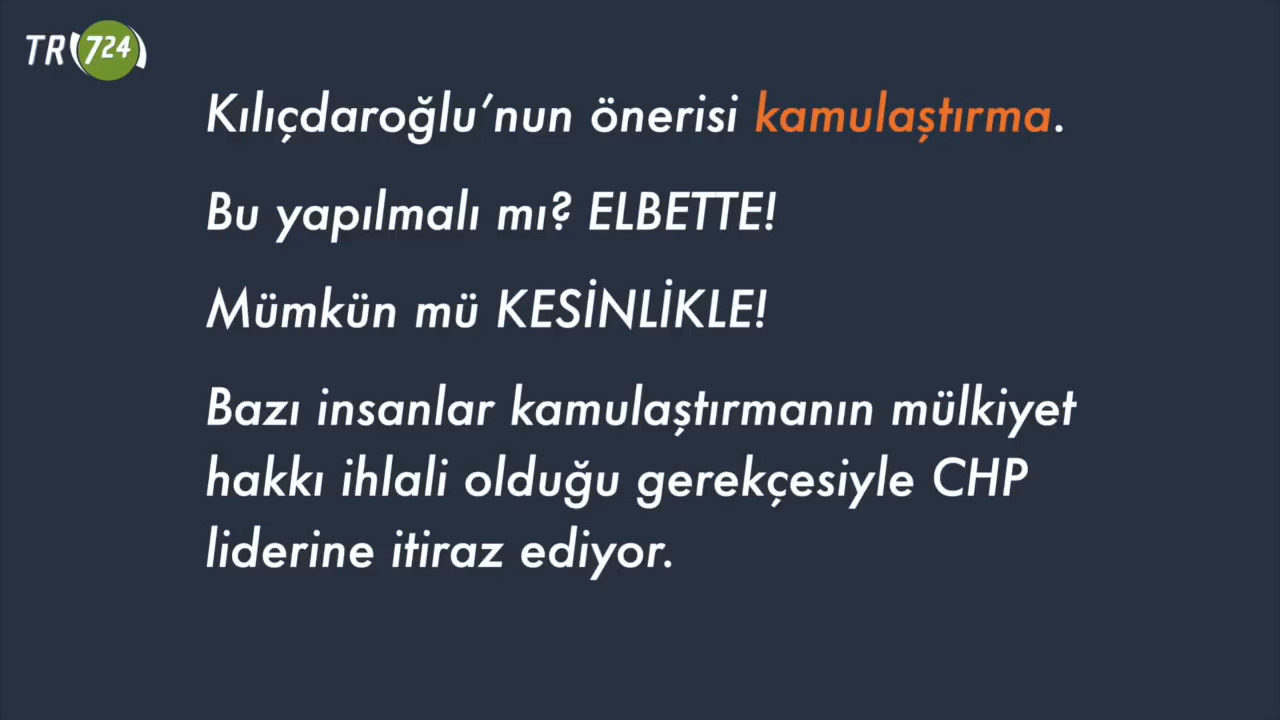 TR724
Kılıçdaroğlu’nun önerisi kamulaştırma.
Bu yapılmalı mı? ELBETTE!
Mümkün mü KESİNLİKLE!
Bazı insanlar kamulaştırmanın mülkiyet
hakkı ihlali olduğu gerekçesiyle CHP
liderine itiraz ediyor.